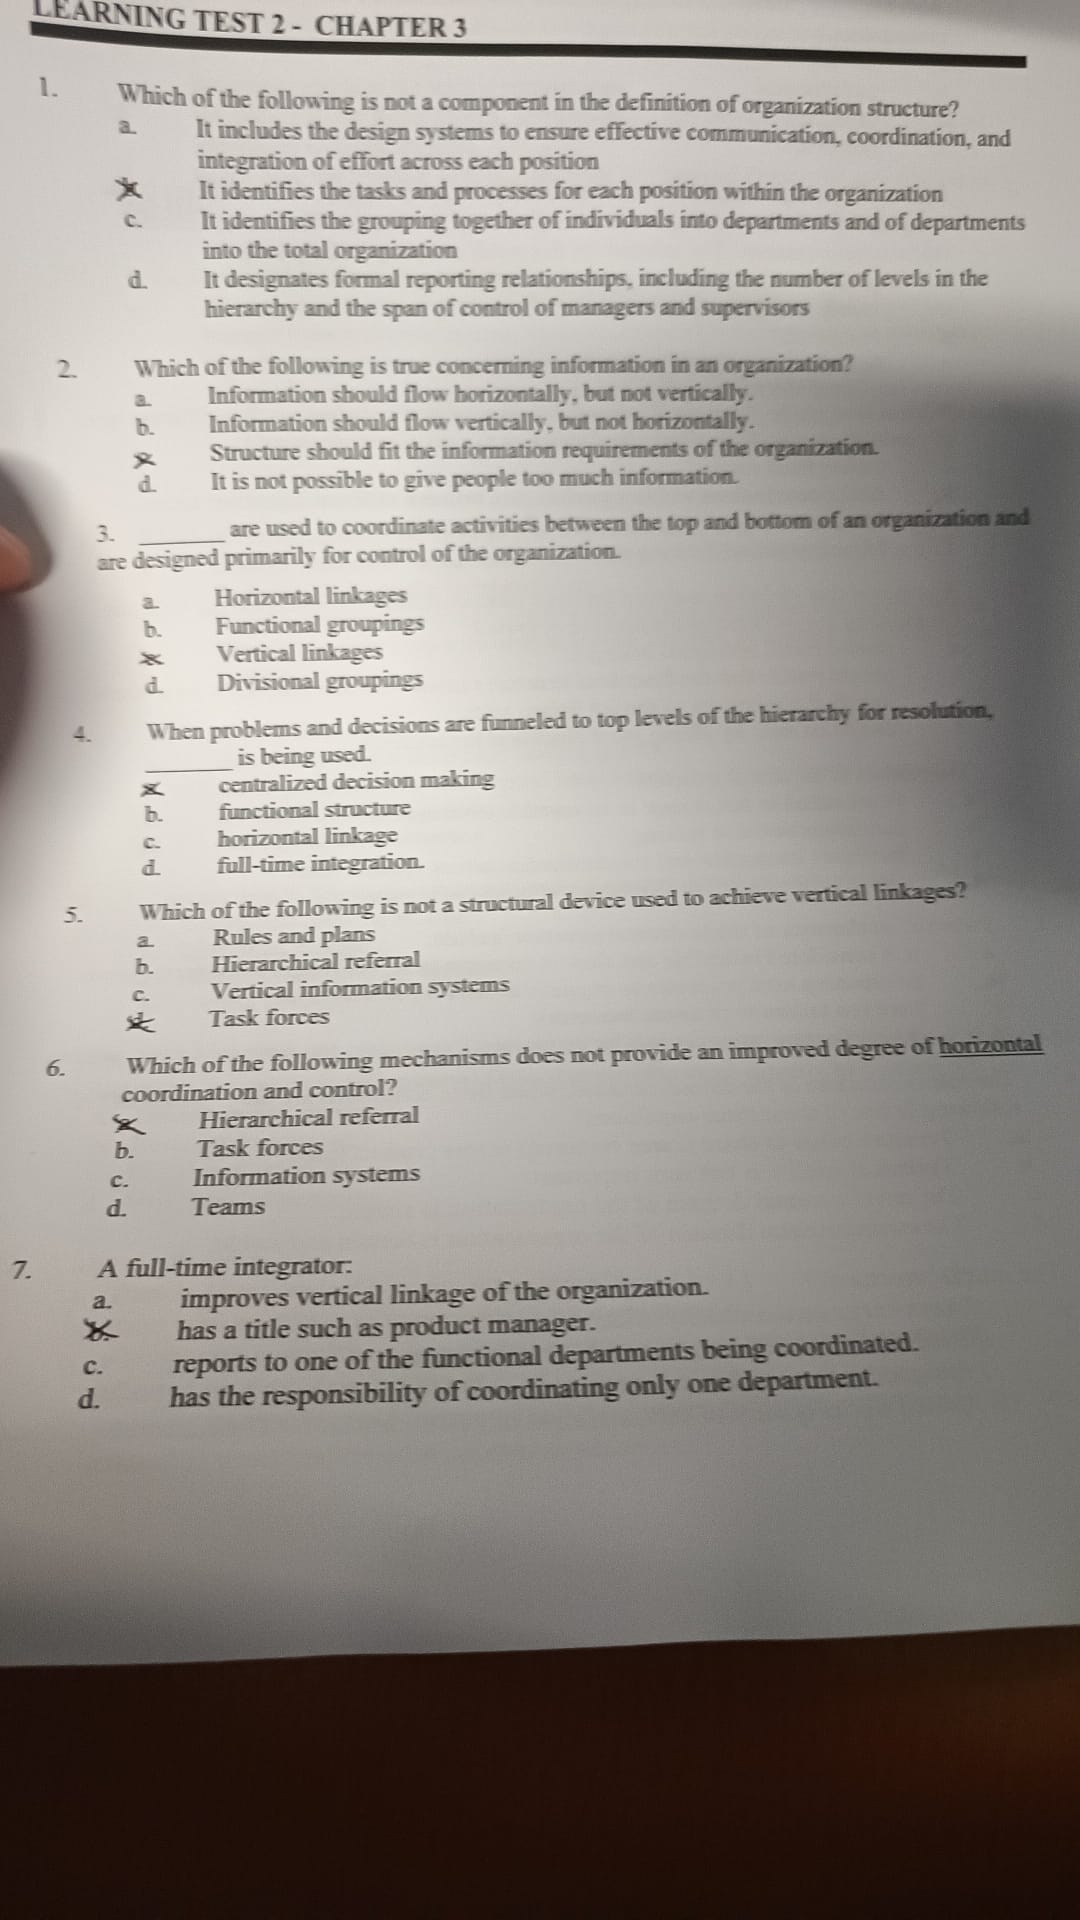 LEARNING TEST 2 - CHAPTER 3
1. Which of the following is not a component in the definition of organization structure?
a. It includes the design systems to ensure effective communication, coordination, and
integration of effort across each position
It identifies the tasks and processes for each position within the organization
c. It identifies the grouping together of individuals into departments and of departments
into the total organization
d. It designates formal reporting relationships, including the number of levels in the
hierarchy and the span of control of managers and supervisors
2. Which of the following is true concerning information in an organization?
a. Information should flow horizontally, but not vertically.
b. Information should flow vertically, but not horizontally.
Structure should fit the information requirements of the organization.
d. It is not possible to give people too much information.
3. ________ are used to coordinate activities between the top and bottom of an organization and
are designed primarily for control of the organization.
a. Horizontal linkages
b. Functional groupings
Vertical linkages
d. Divisional groupings
4. When problems and decisions are funneled to top levels of the hierarchy for resolution,
________ is being used.
centralized decision making
b. functional structure
c. horizontal linkage
d. full-time integration.
5. Which of the following is not a structural device used to achieve vertical linkages?
a. Rules and plans
b. Hierarchical referral
c. Vertical information systems
d. Task forces
6. Which of the following mechanisms does not provide an improved degree of horizontal
coordination and control?
Hierarchical referral
b. Task forces
c. Information systems
d. Teams
7. A full-time integrator:
a. improves vertical linkage of the organization.
b. has a title such as product manager.
c. reports to one of the functional departments being coordinated.
d. has the responsibility of coordinating only one department.